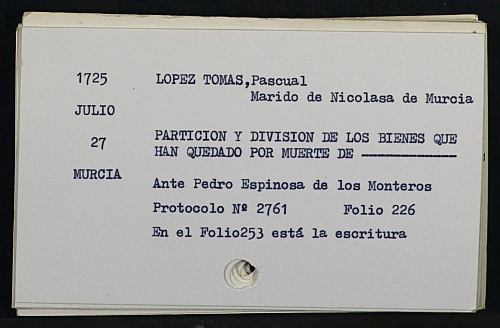 1725 LOPEZ TOMAS,Pascual
Marido de Nicolasa de Murcia
JULIO
27 PARTICION Y DIVISION DE LOS BIENES QUE
HAN QUEDADO POR MUERTE DE -------------
MURCIA
Ante Pedro Espinosa de los Monteros
Protocolo Nº 2761 Folio 226
En el Folio253 está la escritura